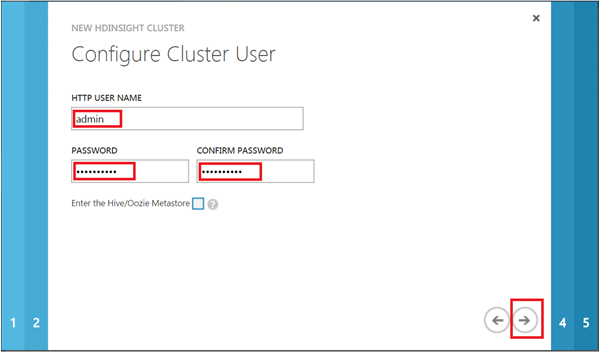 NEW HDINSIGHT CLUSTER
Configure Cluster User
HTTP USER NAME
admin
PASSWORD CONFIRM PASSWORD
•••••••••• ••••••••••
Enter the Hive/Oozie Metastore ?
1 2 4 5